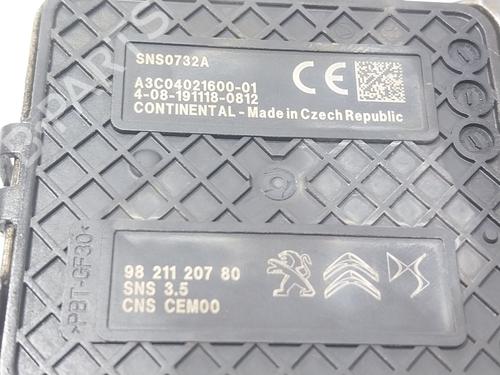 SNS0732A
A3C04021600-01
4-08-191118-0812
CONTINENTAL - Made in Czech Republic
CE
>PBT-GF30<
98 211 207 80
SNS 3.5
CNS CEM00
B-PARTS